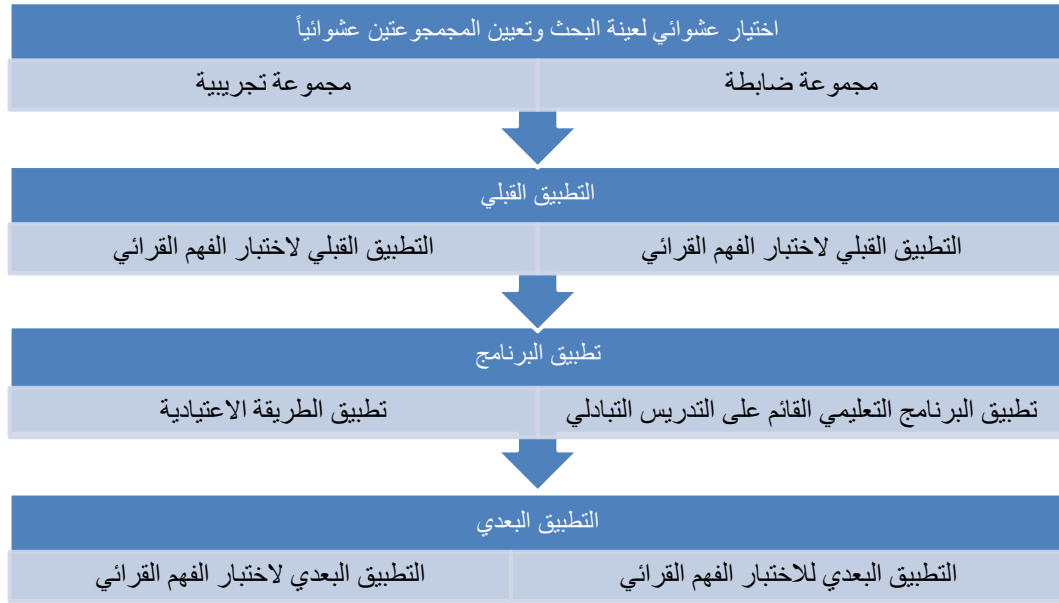 اختيار عشوائي لعينة البحث وتعيين المجمجوعتين عشوائياً
مجموعة ضابطة
مجموعة تجريبية
التطبيق القبلي
التطبيق القبلي لاختبار الفهم القرائي
التطبيق القبلي لاختبار الفهم القرائي
تطبيق البرنامج
تطبيق البرنامج التعليمي القائم على التدريس التبادلي
تطبيق الطريقة الاعتيادية
التطبيق البعدي
التطبيق البعدي للاختبار الفهم القرائي
التطبيق البعدي لاختبار الفهم القرائي